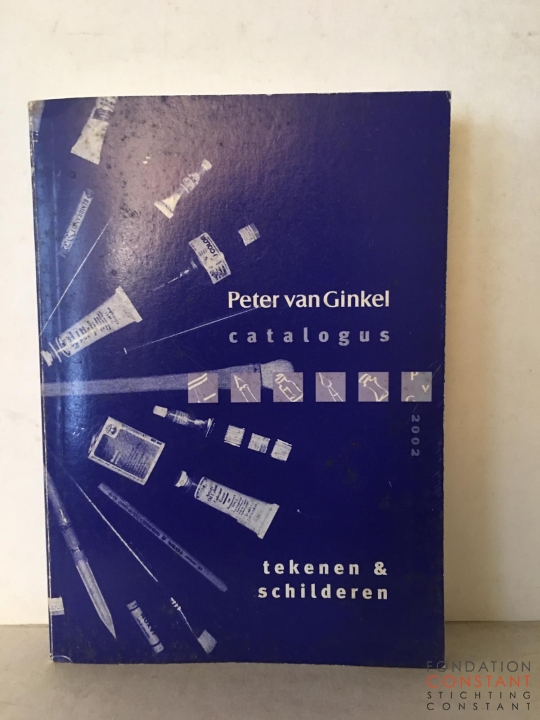 Peter van Ginkel
catalogus
2002
tekenen &
schilderen
FONDATION
CONSTANT
STICHTING
CONSTANT